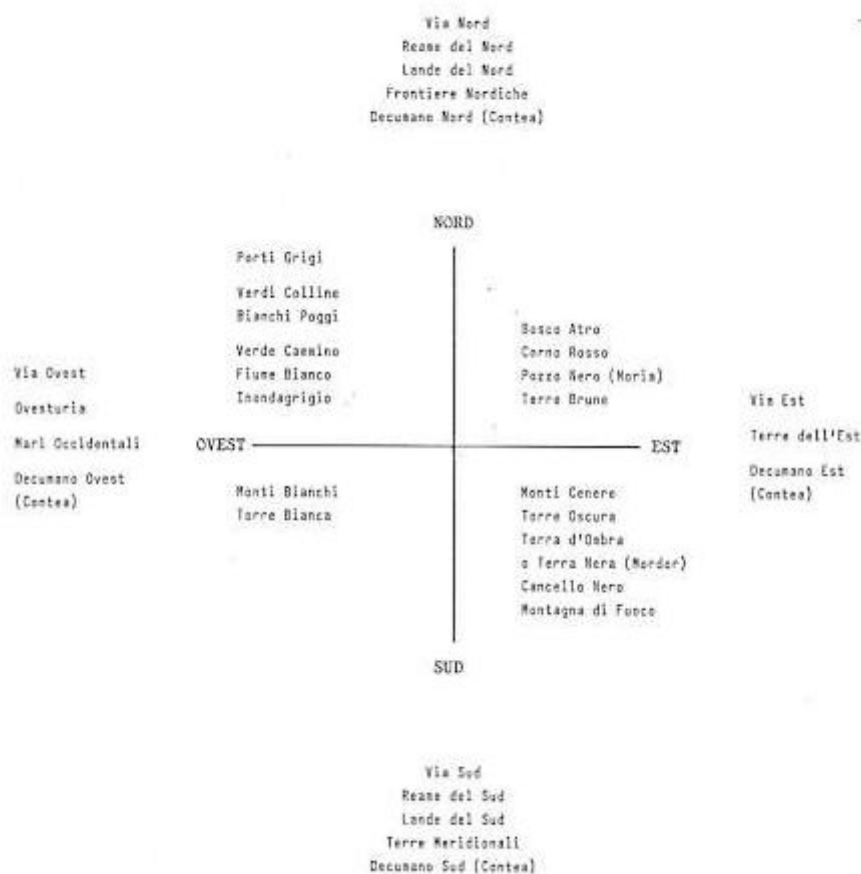 Via Nord
Reame del Nord
Lande del Nord
Frontiere Nordiche
Decumano Nord (Contea)
NORD
Porti Grigi
Verdi Colline
Bianchi Poggi
Verde Cammino
Fiume Bianco
Inondagrigio
Bosco Atro
Corno Rosso
Pozzo Nero (Moria)
Terre Brune
Via Ovest
Ovesturia
Mari Occidentali
Decumano Ovest
(Contea)
OVEST
EST
Via Est
Terre dell'Est
Decumano Est
(Contea)
Monti Bianchi
Torre Bianca
Monti Cenere
Torre Oscura
Terra d'Ombra
o Terra Nera (Mordor)
Cancello Nero
Montagna di Fuoco
SUD
Via Sud
Reame del Sud
Lande del Sud
Terre Meridionali
Decumano Sud (Contea)